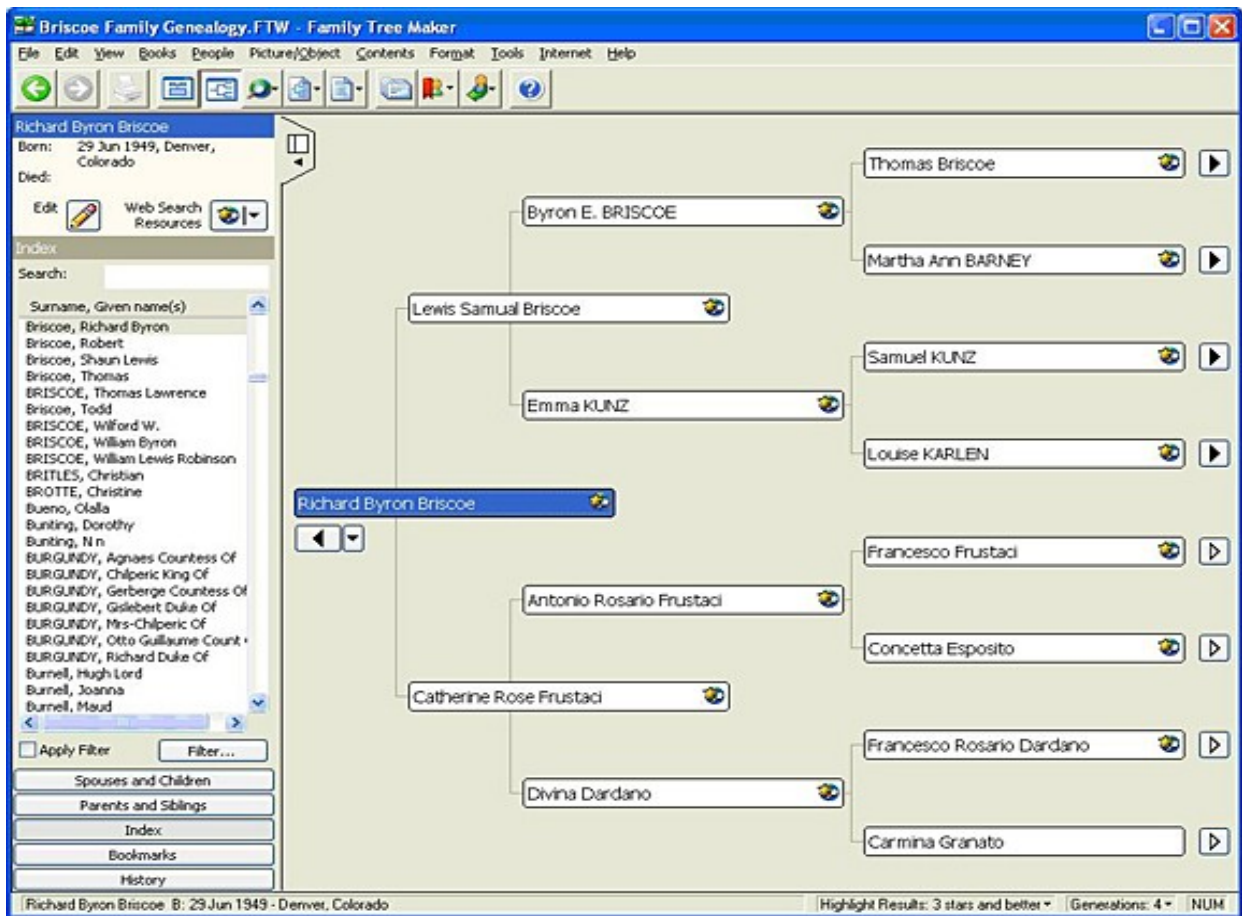 Briscoe Family Genealogy.FTW - Family Tree Maker
File Edit View Books People Picture/Object Contents Format Tools Internet Help
Richard Byron Briscoe
Born: 29 Jun 1949, Denver,
Colorado
Died:
Edit Web Search
Resources
Index
Search:
Surname, Given name(s)
Briscoe, Richard Byron
Briscoe, Robert
Briscoe, Shaun Lewis
Briscoe, Thomas
BRISCOE, Thomas Lawrence
Briscoe, Todd
BRISCOE, Wilford W.
BRISCOE, William Byron
BRISCOE, William Lewis Robinson
BRITLES, Christian
BROTTE, Christine
Bueno, Olalla
Bunting, Dorothy
Bunting, N n
BURGUNDY, Agnaes Countess Of
BURGUNDY, Chilperic King Of
BURGUNDY, Gerberge Countess Of
BURGUNDY, Gislebert Duke Of
BURGUNDY, Mrs-Chilperic Of
BURGUNDY, Otto Guillaume Count
BURGUNDY, Richard Duke Of
Burnell, Hugh Lord
Burnell, Joanna
Burnell, Maud
Apply Filter Filter...
Spouses and Children
Parents and Siblings
Index
Bookmarks
History
Thomas Briscoe
Byron E. BRISCOE
Martha Ann BARNEY
Lewis Samual Briscoe
Samuel KUNZ
Emma KUNZ
Louise KARLEN
Richard Byron Briscoe
Francesco Frustaci
Antonio Rosario Frustaci
Concetta Esposito
Catherine Rose Frustaci
Francesco Rosario Dardano
Divina Dardano
Carmina Granato
Richard Byron Briscoe B: 29 Jun 1949 - Denver, Colorado Highlight Results: 3 stars and better Generations: 4 NUM